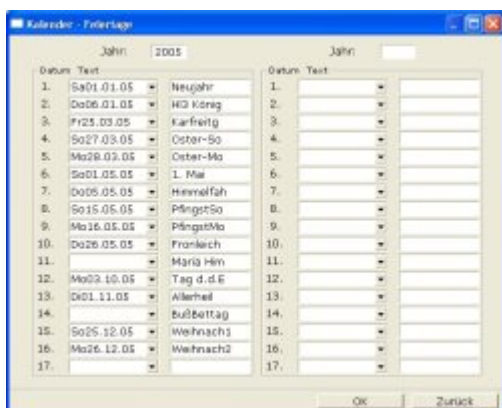 Kalender - Feiertage
Jahr: 2005 Jahr:
Datum Text Datum Text
1. Sa01.01.05 Neujahr 1.
2. Do06.01.05 Hl3 König 2.
3. Fr25.03.05 Karfreitg 3.
4. So27.03.05 Oster-So 4.
5. Mo28.03.05 Oster-Mo 5.
6. So01.05.05 1. Mai 6.
7. Do05.05.05 Himmelfah 7.
8. So15.05.05 PfingstSo 8.
9. Mo16.05.05 PfingstMo 9.
10. Do26.05.05 Fronleich 10.
11. Maria Him 11.
12. Mo03.10.05 Tag d.d.E 12.
13. Di01.11.05 Allerheil 13.
14. BußBettag 14.
15. So25.12.05 Weihnach1 15.
16. Mo26.12.05 Weihnach2 16.
17. 17.
OK Zurück